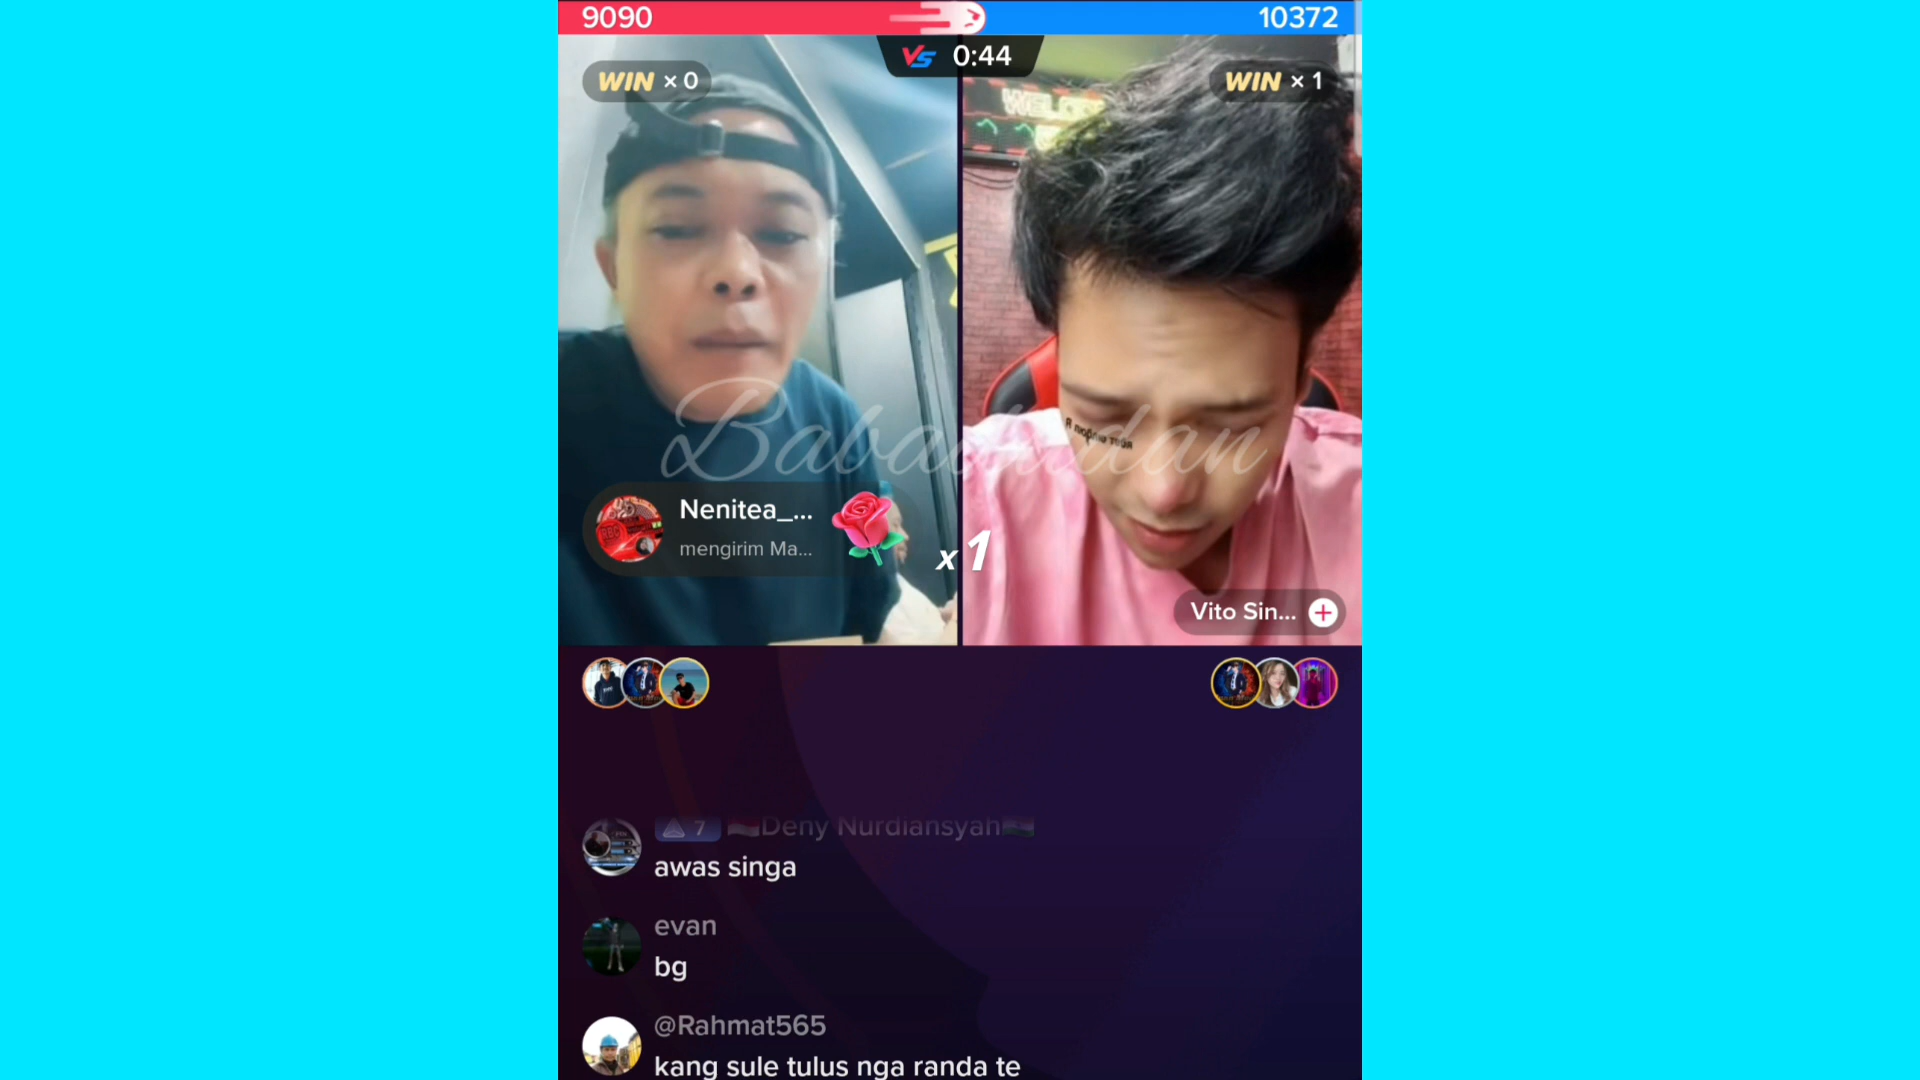 9090
10372
VS 0:44
WIN × 0
WIN × 1
Nenitea_...
mengirim Ma...
x1
Vito Sin...
7 Deny Nurdiansyah
awas singa
evan
bg
@Rahmat565
kang sule tulus nga randa te